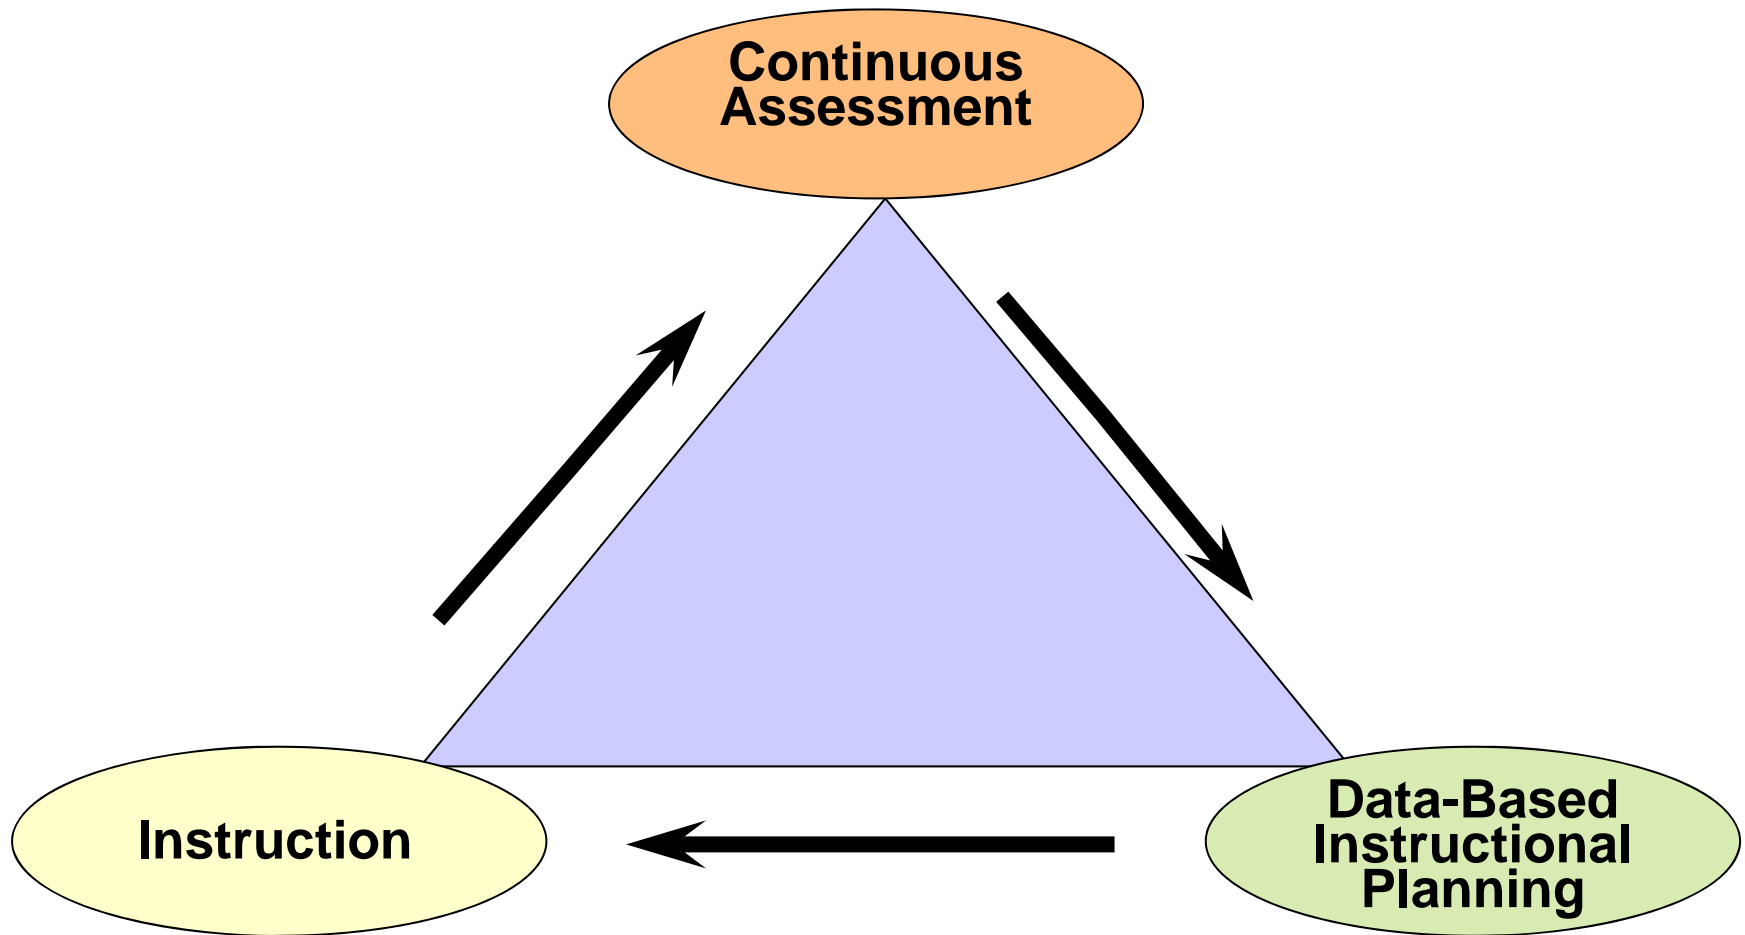 Continuous
Assessment
Instruction
Data-Based
Instructional
Planning